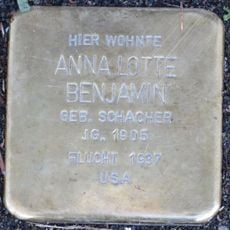 HIER WOHNTE
ANNA LOTTE
BENJAMIN
GEB. SCHACHER
JG. 1905
FLUCHT 1937
USA